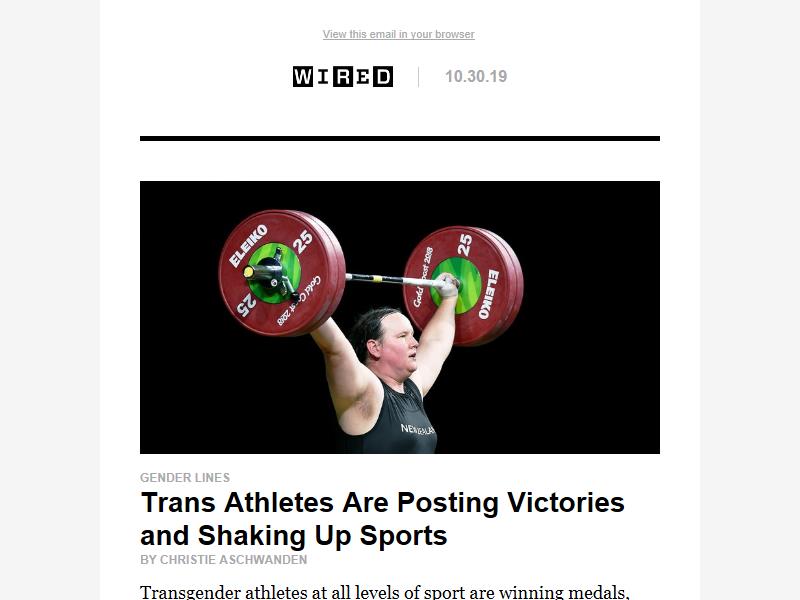 View this email in your browser
WIRED
10.30.19
ELEIKO
25
25
Gold Coast 2018
25
ELEIKO
Gold Coast 2018
NEW ZEALAND
GENDER LINES
Trans Athletes Are Posting Victories
and Shaking Up Sports
BY CHRISTIE ASCHWANDEN
Transgender athletes at all levels of sport are winning medals,